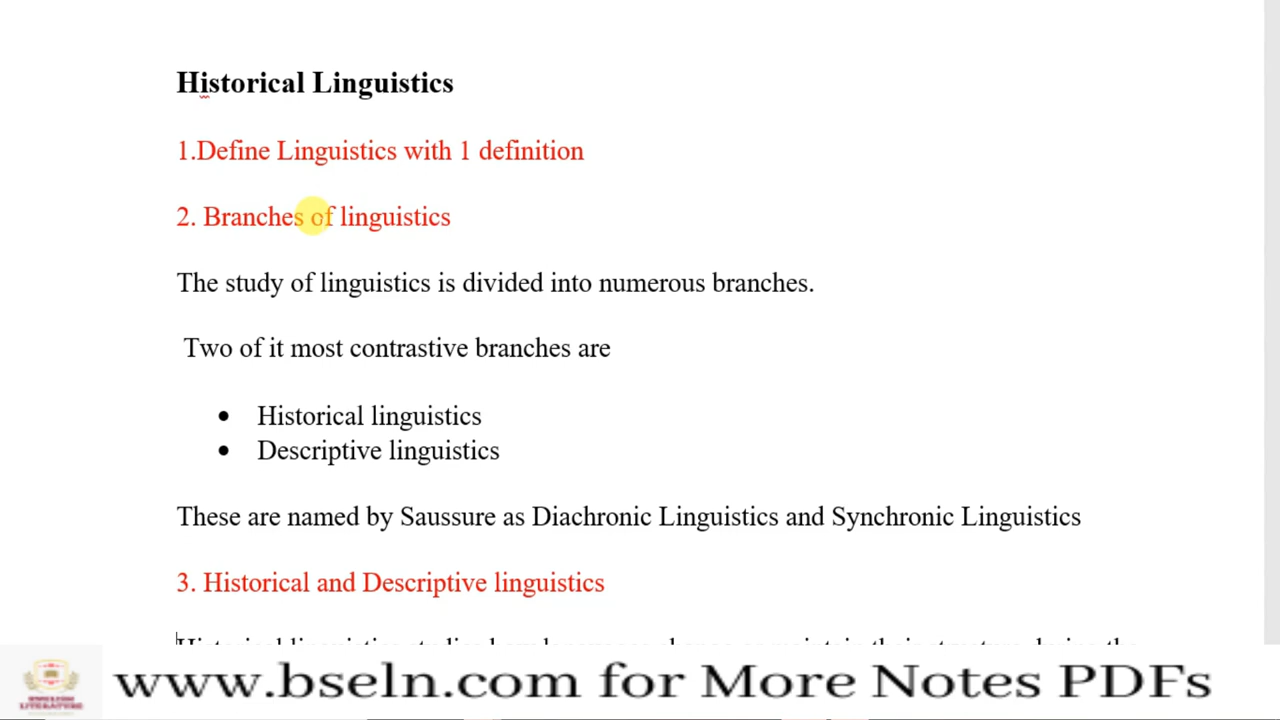 Historical Linguistics
1.Define Linguistics with 1 definition
2. Branches of linguistics
The study of linguistics is divided into numerous branches.
Two of it most contrastive branches are
• Historical linguistics
• Descriptive linguistics
These are named by Saussure as Diachronic Linguistics and Synchronic Linguistics
3. Historical and Descriptive linguistics
www.bseln.com for More Notes PDFs